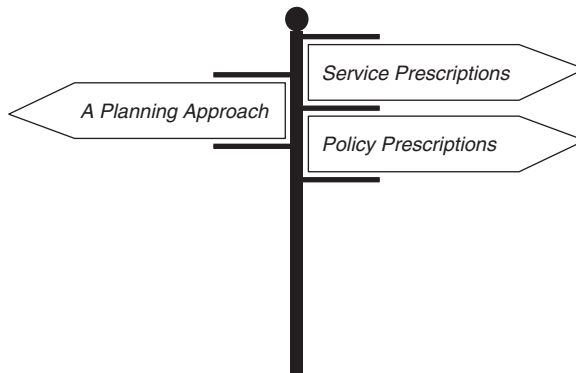 Service Prescriptions
A Planning Approach
Policy Prescriptions